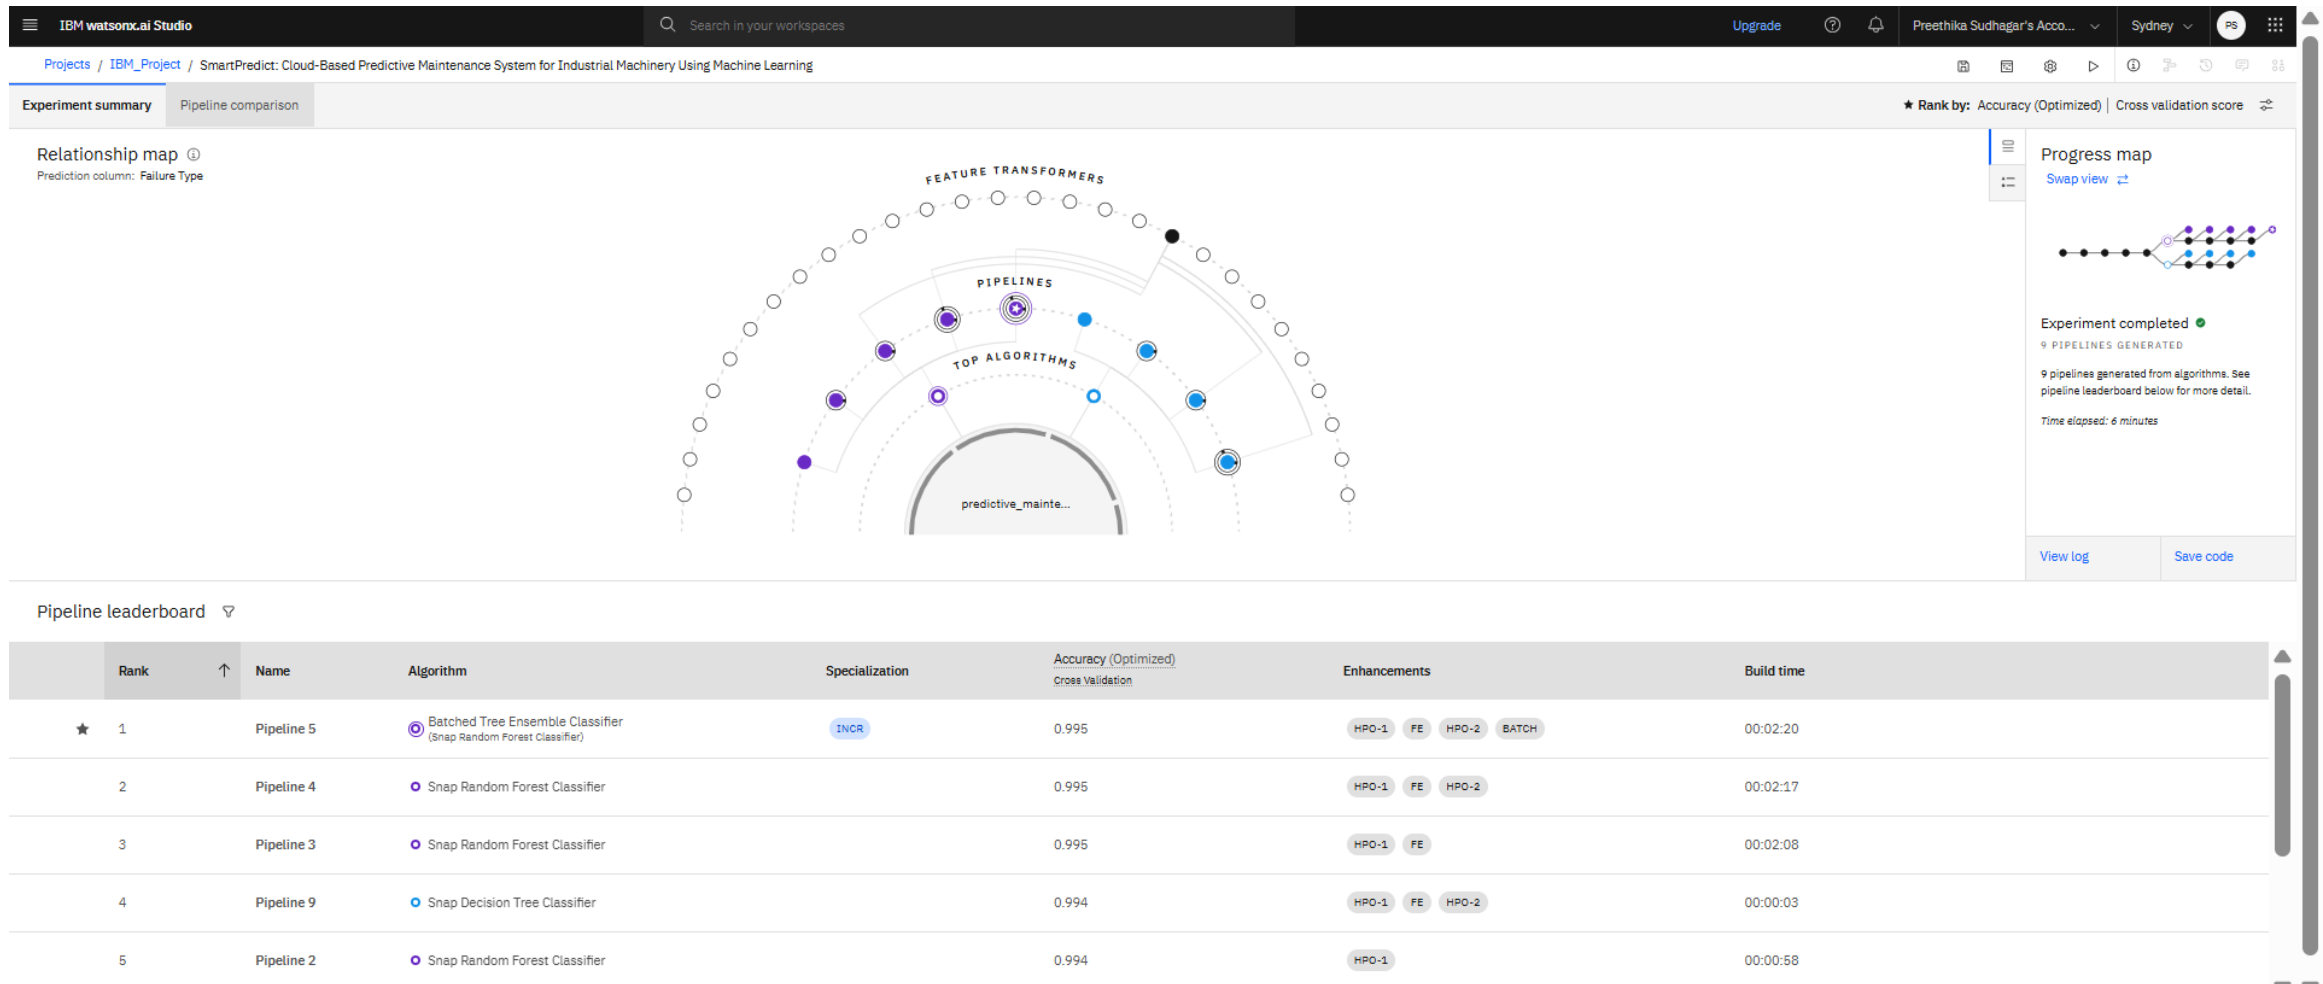 IBM watsonx.ai Studio
Search in your workspaces
Upgrade
Preethika Sudhagar's Acco...
Sydney
PS
Projects / IBM_Project / SmartPredict: Cloud-Based Predictive Maintenance System for Industrial Machinery Using Machine Learning
Experiment summary
Pipeline comparison
Rank by: Accuracy (Optimized) | Cross validation score
Relationship map
Prediction column: Failure Type
FEATURE TRANSFORMERS
PIPELINES
TOP ALGORITHMS
predictive_mainte...
Progress map
Swap view
Experiment completed
9 PIPELINES GENERATED
9 pipelines generated from algorithms. See
pipeline leaderboard below for more detail.
Time elapsed: 6 minutes
View log
Save code
Pipeline leaderboard
Rank Name Algorithm Specialization Accuracy (Optimized) Enhancements Build time
Cross Validation
1 Pipeline 5 Batched Tree Ensemble Classifier INCR 0.995 HPO-1 FE HPO-2 BATCH 00:02:20
(Snap Random Forest Classifier)
2 Pipeline 4 Snap Random Forest Classifier 0.995 HPO-1 FE HPO-2 00:02:17
3 Pipeline 3 Snap Random Forest Classifier 0.995 HPO-1 FE 00:02:08
4 Pipeline 9 Snap Decision Tree Classifier 0.994 HPO-1 FE HPO-2 00:00:03
5 Pipeline 2 Snap Random Forest Classifier 0.994 HPO-1 00:00:58